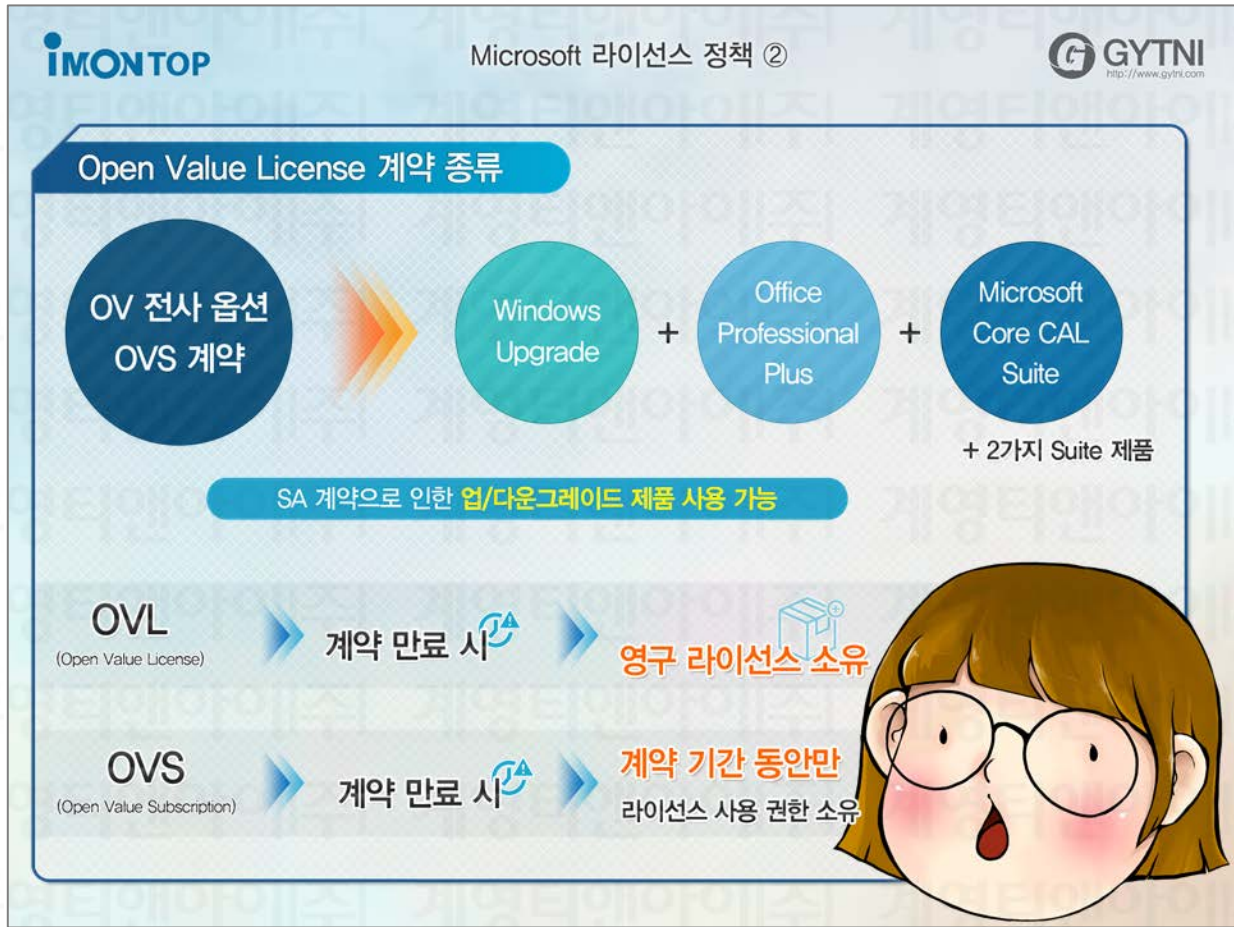 iMON TOP
Microsoft 라이선스 정책 ②
GYTNI
http://www.gytni.com
Open Value License 계약 종류
OV 전사 옵션
OVS 계약
Windows
Upgrade
+
Office
Professional
Plus
+
Microsoft
Core CAL
Suite
+ 2가지 Suite 제품
SA 계약으로 인한 업/다운그레이드 제품 사용 가능
OVL
(Open Value License)
계약 만료 시
영구 라이선스 소유
OVS
(Open Value Subscription)
계약 만료 시
계약 기간 동안만
라이선스 사용 권한 소유